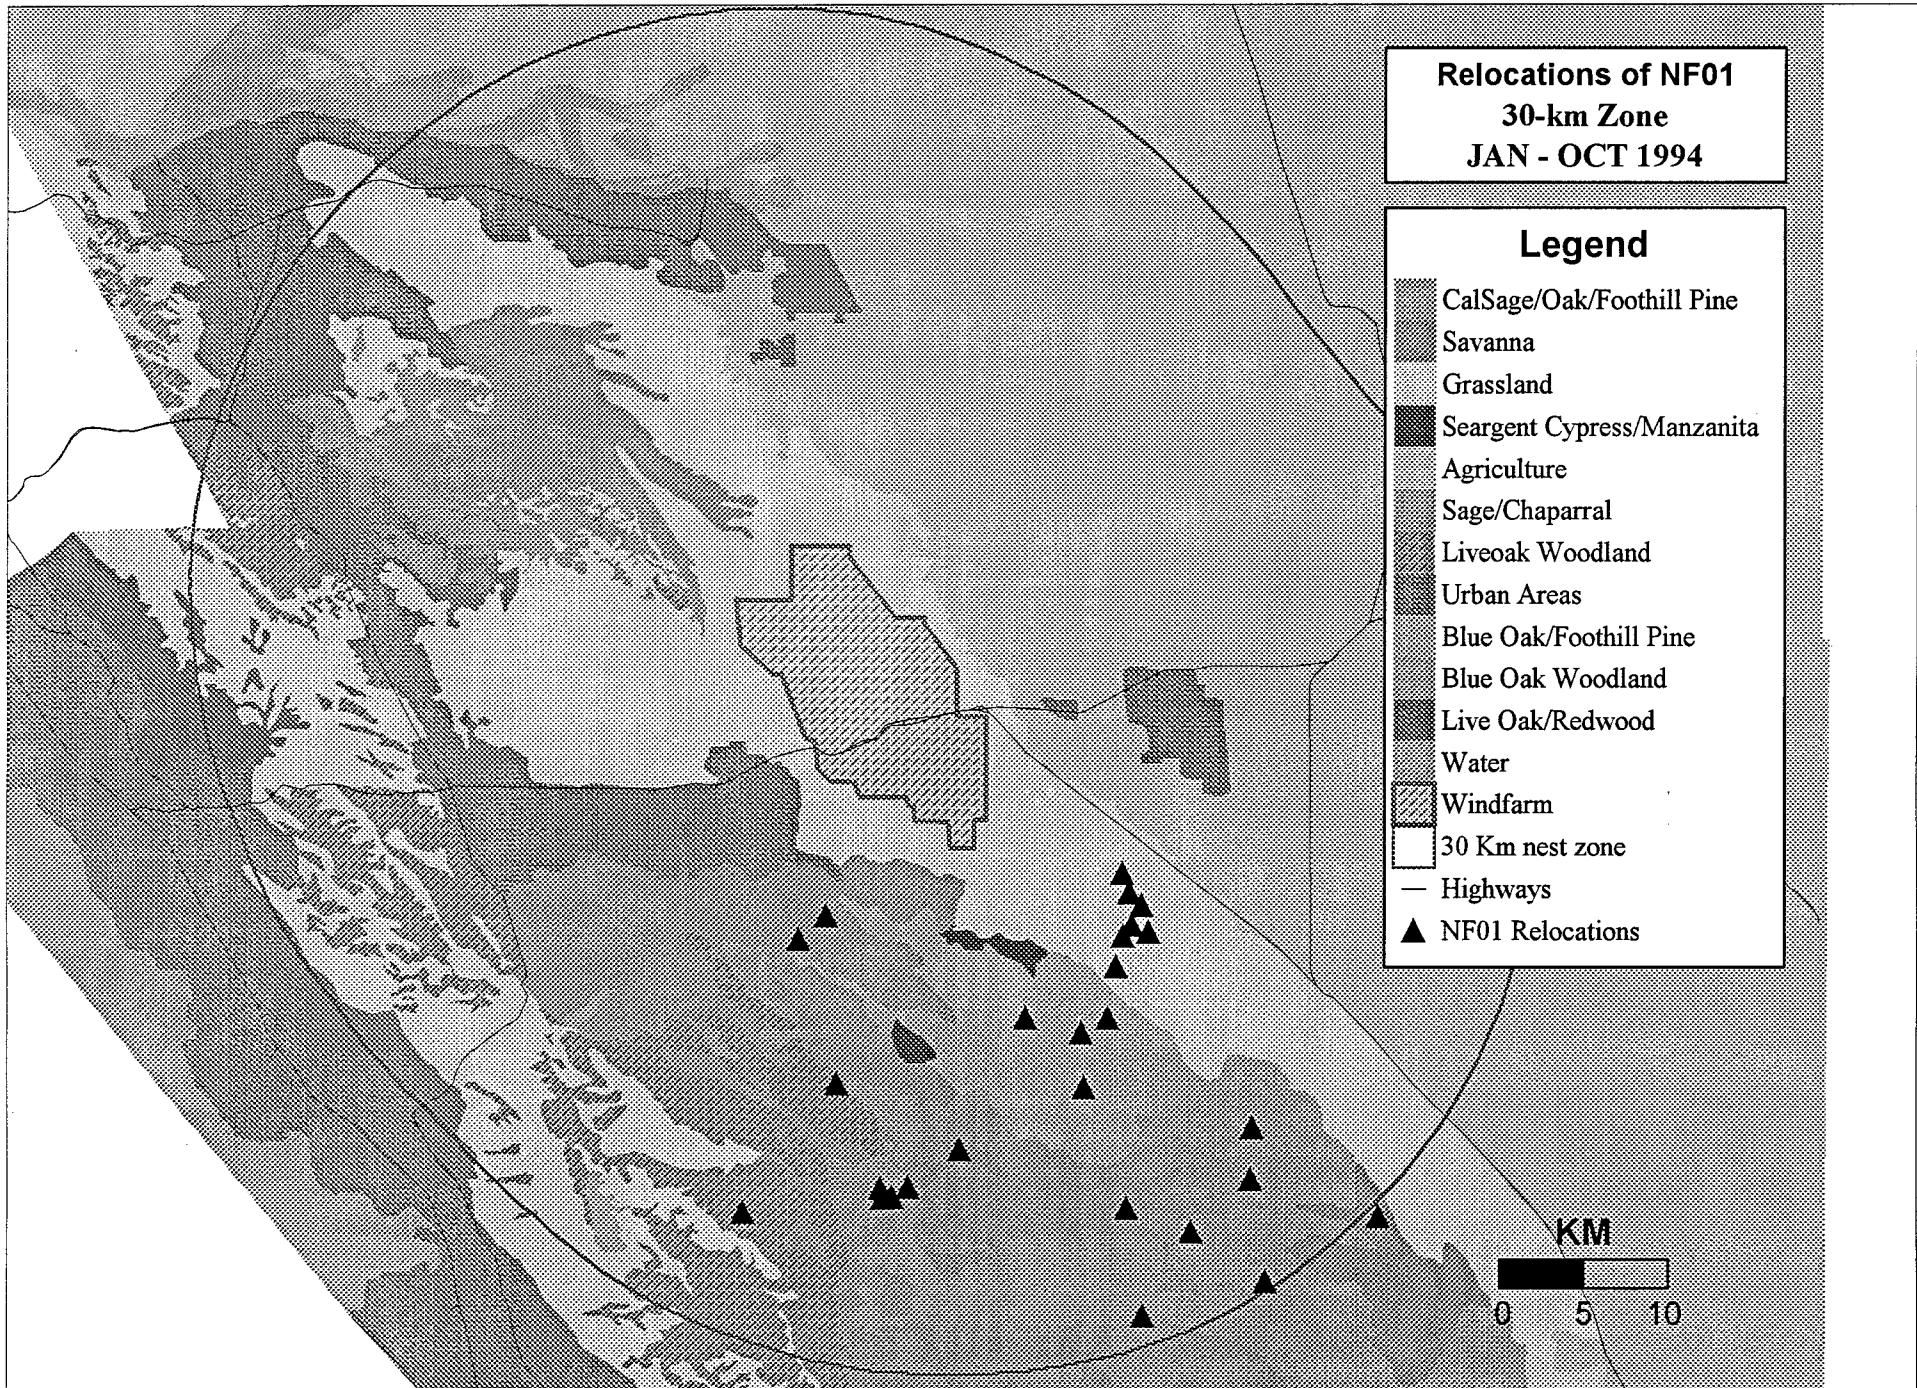 Relocations of NF01
30-km Zone
JAN - OCT 1994
Legend
CalSage/Oak/Foothill Pine
Savanna
Grassland
Seargent Cypress/Manzanita
Agriculture
Sage/Chaparral
Liveoak Woodland
Urban Areas
Blue Oak/Foothill Pine
Blue Oak Woodland
Live Oak/Redwood
Water
Windfarm
30 Km nest zone
Highways
NF01 Relocations
KM
0 5 10